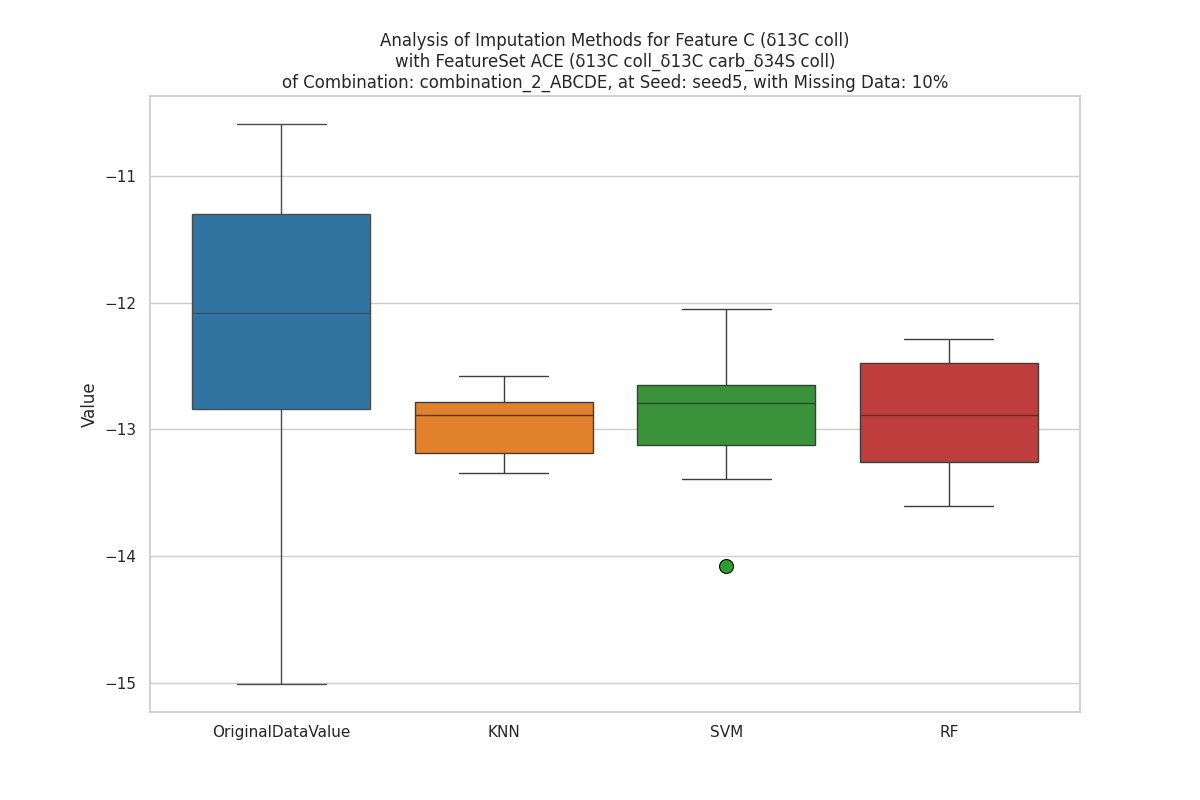 Analysis of Imputation Methods for Feature C (δ13C coll)
with FeatureSet ACE (δ13C coll_δ13C carb_δ34S coll)
of Combination: combination_2_ABCDE, at Seed: seed5, with Missing Data: 10%
Value
−11
−12
−13
−14
−15
OriginalDataValue
KNN
SVM
RF